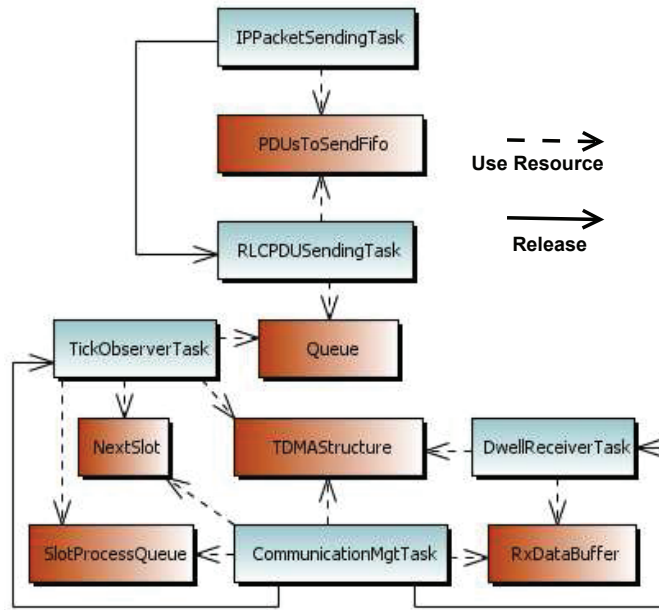 IPPacketSendingTask
PDUsToSendFifo
Use Resource
Release
RLCPDUSendingTask
TickObserverTask
Queue
NextSlot
TDMAStructure
DwellReceiverTask
SlotProcessQueue
CommunicationMgtTask
RxDataBuffer